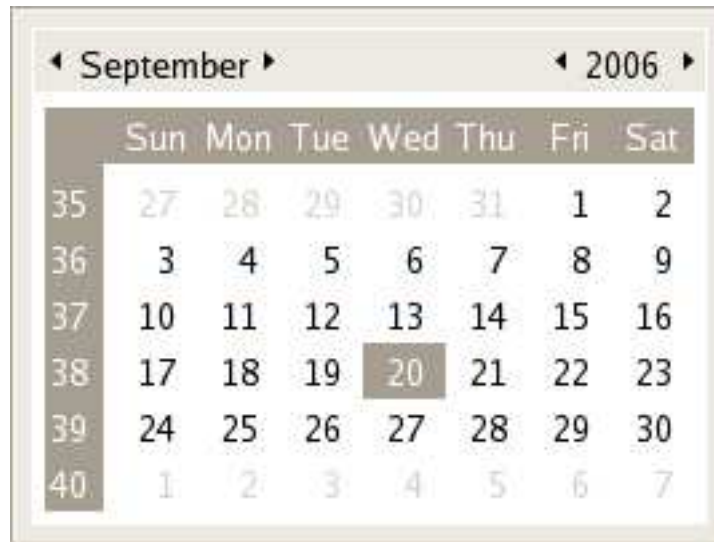 September 2006
Sun Mon Tue Wed Thu Fri Sat
35 27 28 29 30 31 1 2
36 3 4 5 6 7 8 9
37 10 11 12 13 14 15 16
38 17 18 19 20 21 22 23
39 24 25 26 27 28 29 30
40 1 2 3 4 5 6 7